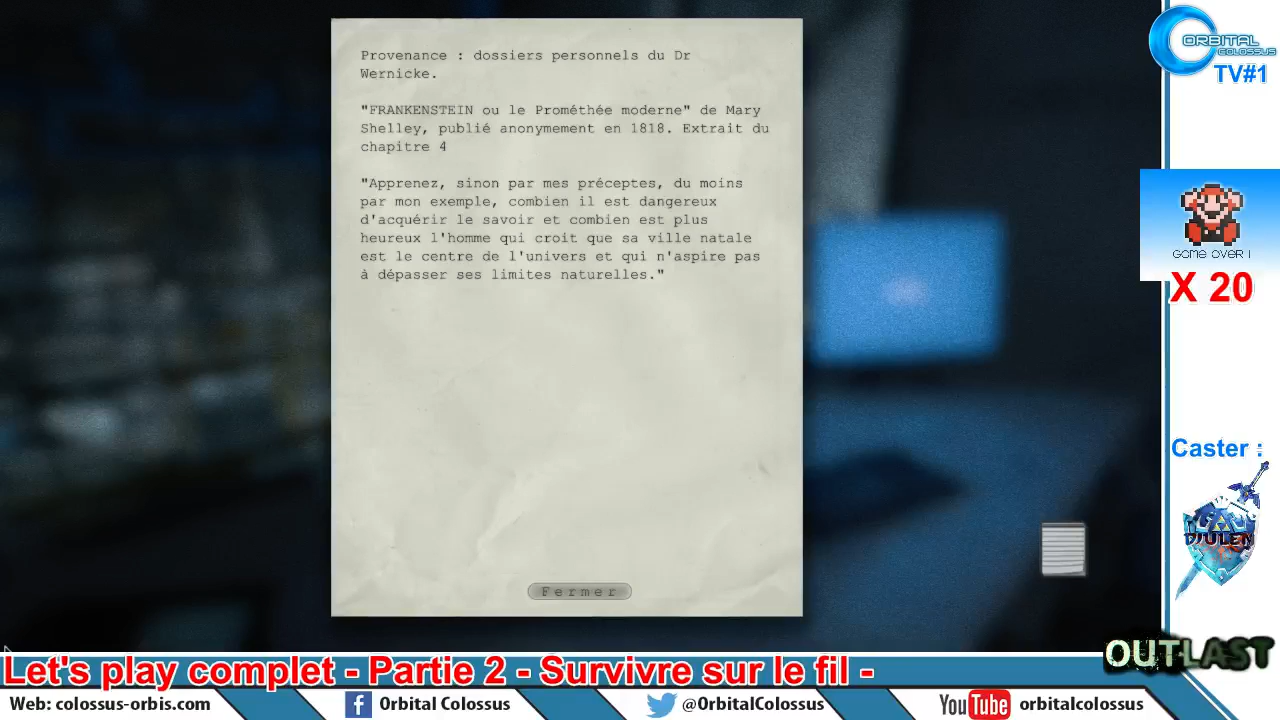 Provenance : dossiers personnels du Dr
Wernicke.
"FRANKENSTEIN ou le Prométhée moderne" de Mary
Shelley, publié anonymement en 1818. Extrait du
chapitre 4
"Apprenez, sinon par mes préceptes, du moins
par mon exemple, combien il est dangereux
d'acquérir le savoir et combien est plus
heureux l'homme qui croit que sa ville natale
est le centre de l'univers et qui n'aspire pas
à dépasser ses limites naturelles."
Fermer
ORBITAL
COLOSSUS
TV#1
GAME OVER !
X 20
Caster :
DJULEN
OUTLAST
Let's play complet - Partie 2 - Survivre sur le fil -
Web: colossus-orbis.com
Orbital Colossus
@OrbitalColossus
YouTube
orbitalcolossus